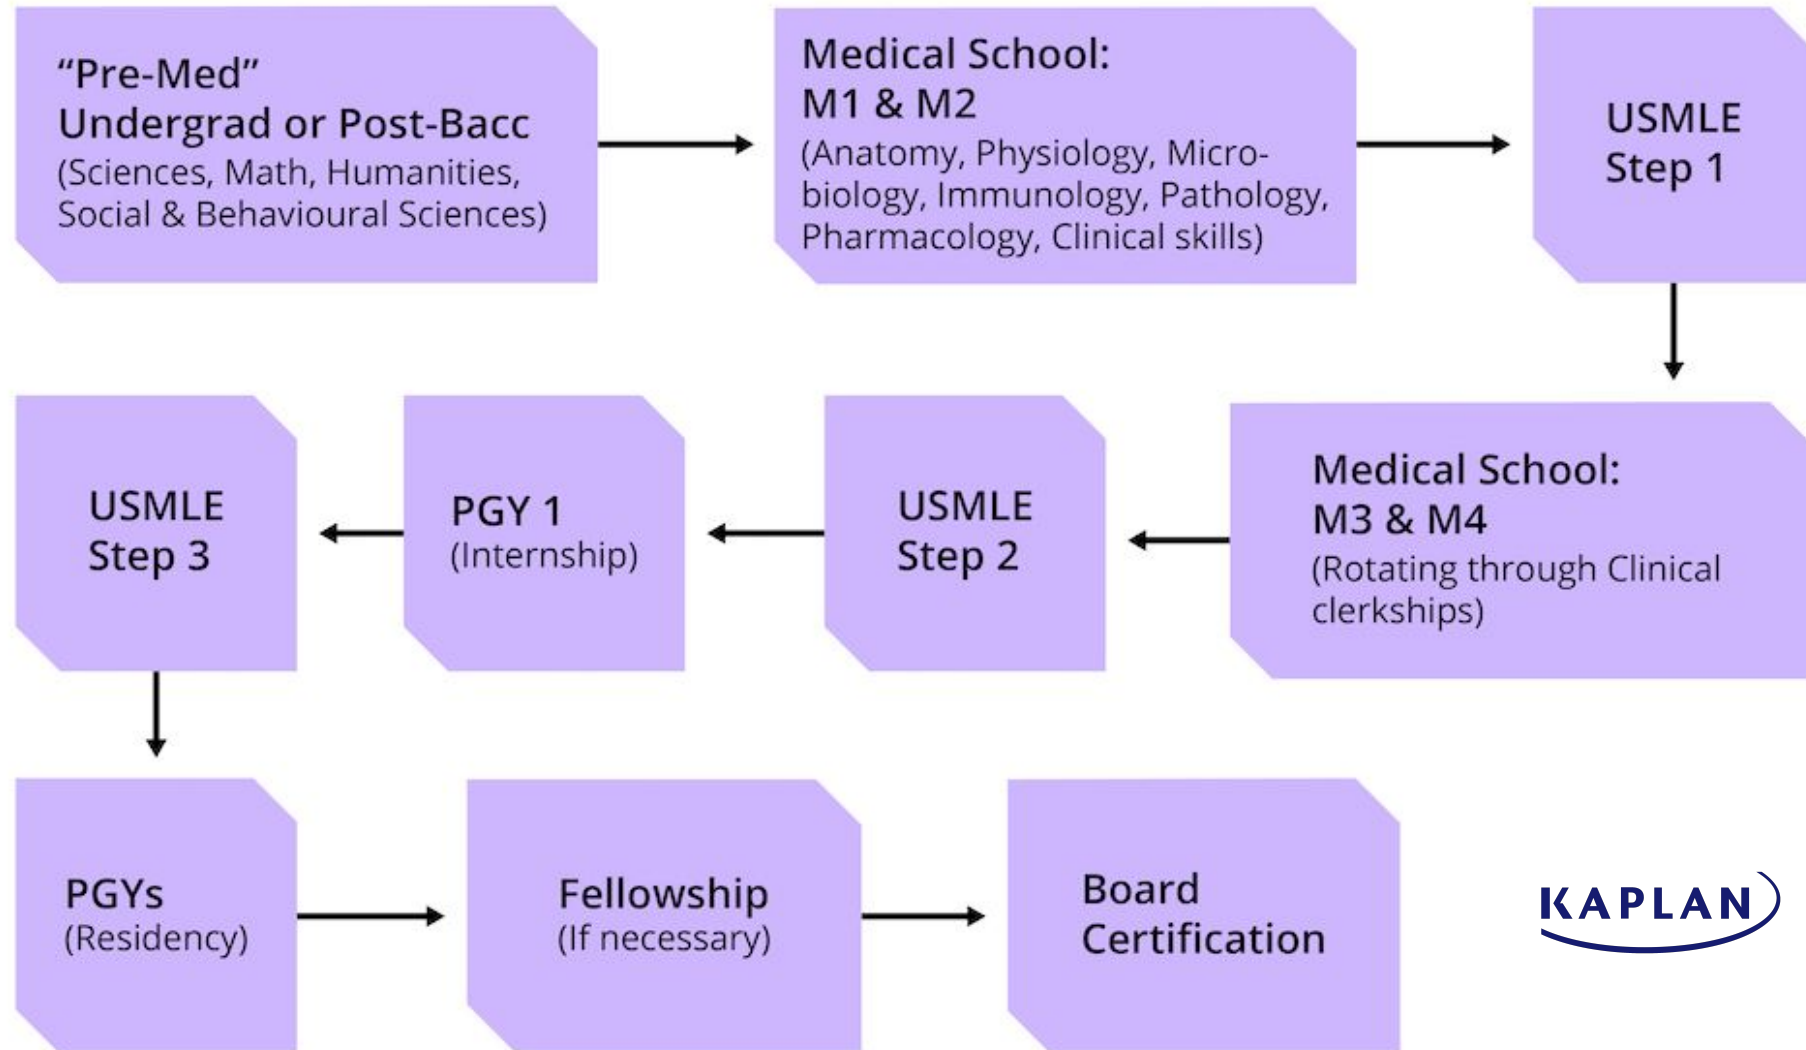 “Pre-Med”
Undergrad or Post-Bacc
(Sciences, Math, Humanities,
Social & Behavioural Sciences)
Medical School:
M1 & M2
(Anatomy, Physiology, Micro-
biology, Immunology, Pathology,
Pharmacology, Clinical skills)
USMLE
Step 1
Medical School:
M3 & M4
(Rotating through Clinical
clerkships)
USMLE
Step 2
PGY 1
(Internship)
USMLE
Step 3
PGYs
(Residency)
Fellowship
(If necessary)
Board
Certification
KAPLAN